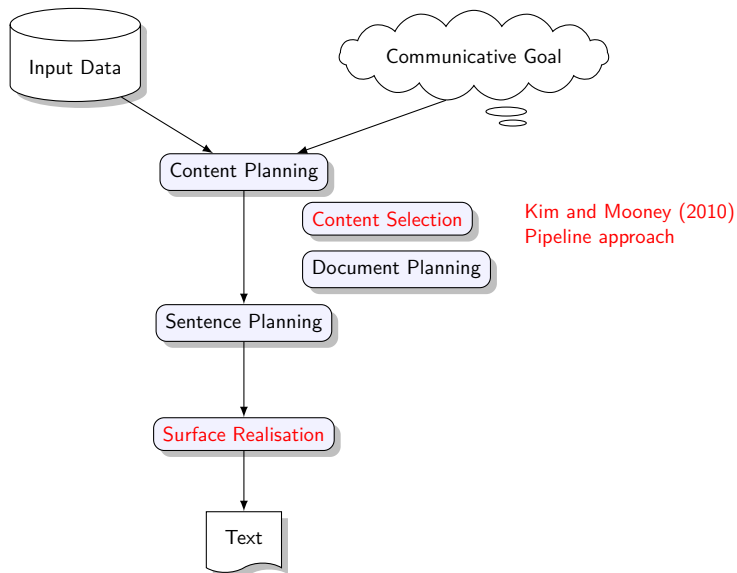 Input Data
Communicative Goal
Content Planning
Content Selection
Kim and Mooney (2010)
Pipeline approach
Document Planning
Sentence Planning
Surface Realisation
Text